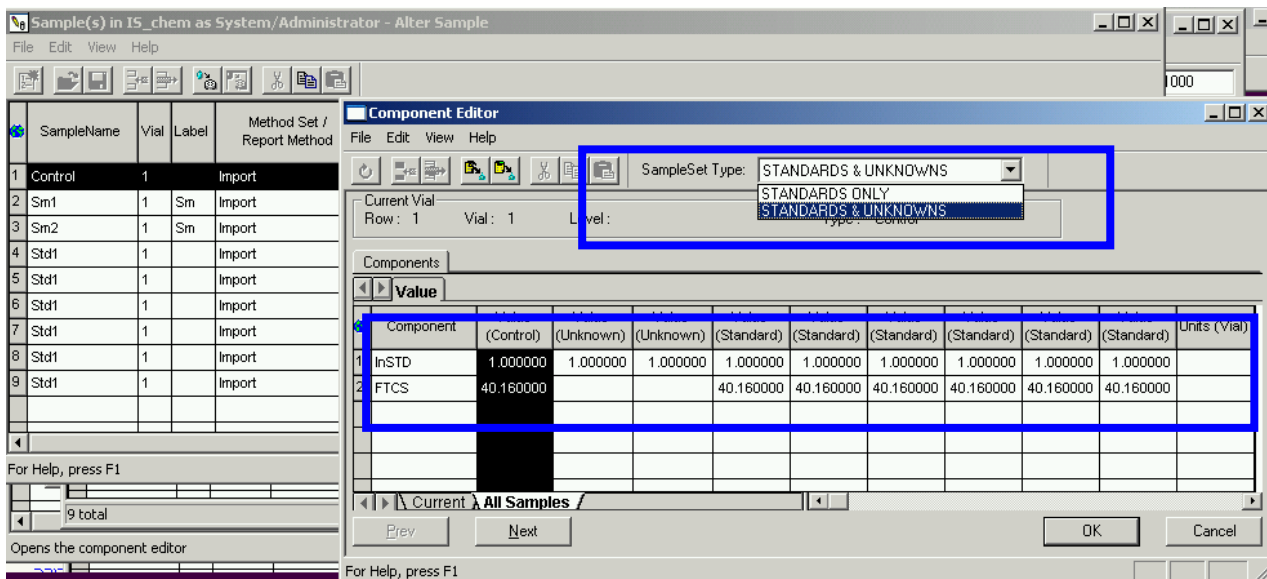 Sample(s) in IS_chem as System/Administrator - Alter Sample
File Edit View Help
1000
SampleName Vial Label Method Set / Report Method
1 Control 1 Import
2 Sm1 1 Sm Import
3 Sm2 1 Sm Import
4 Std1 1 Import
5 Std1 1 Import
6 Std1 1 Import
7 Std1 1 Import
8 Std1 1 Import
9 Std1 1 Import
For Help, press F1
9 total
Opens the component editor
Component Editor
File Edit View Help
SampleSet Type: STANDARDS & UNKNOWNS
STANDARDS ONLY
STANDARDS & UNKNOWNS
Current Vial
Row: 1 Vial: 1 Level: Type: Control
Components
Value
Component (Control) (Unknown) (Unknown) (Standard) (Standard) (Standard) (Standard) (Standard) (Standard) Units (Vial)
1 InSTD 1.000000 1.000000 1.000000 1.000000 1.000000 1.000000 1.000000 1.000000 1.000000
2 FTCS 40.160000 40.160000 40.160000 40.160000 40.160000 40.160000 40.160000
Current All Samples
Prev Next OK Cancel
For Help, press F1